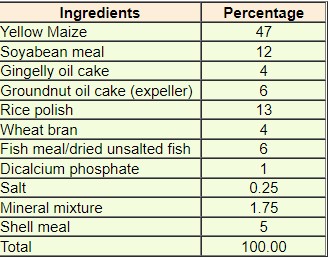 Ingredients Percentage
Yellow Maize 47
Soyabean meal 12
Gingelly oil cake 4
Groundnut oil cake (expeller) 6
Rice polish 13
Wheat bran 4
Fish meal/dried unsalted fish 6
Dicalcium phosphate 1
Salt 0.25
Mineral mixture 1.75
Shell meal 5
Total 100.00